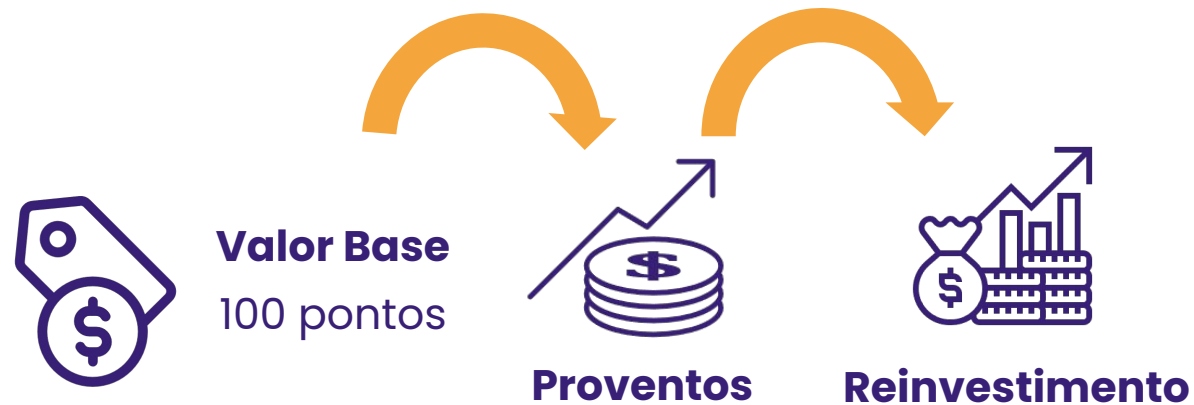 Valor Base
100 pontos
Proventos
Reinvestimento